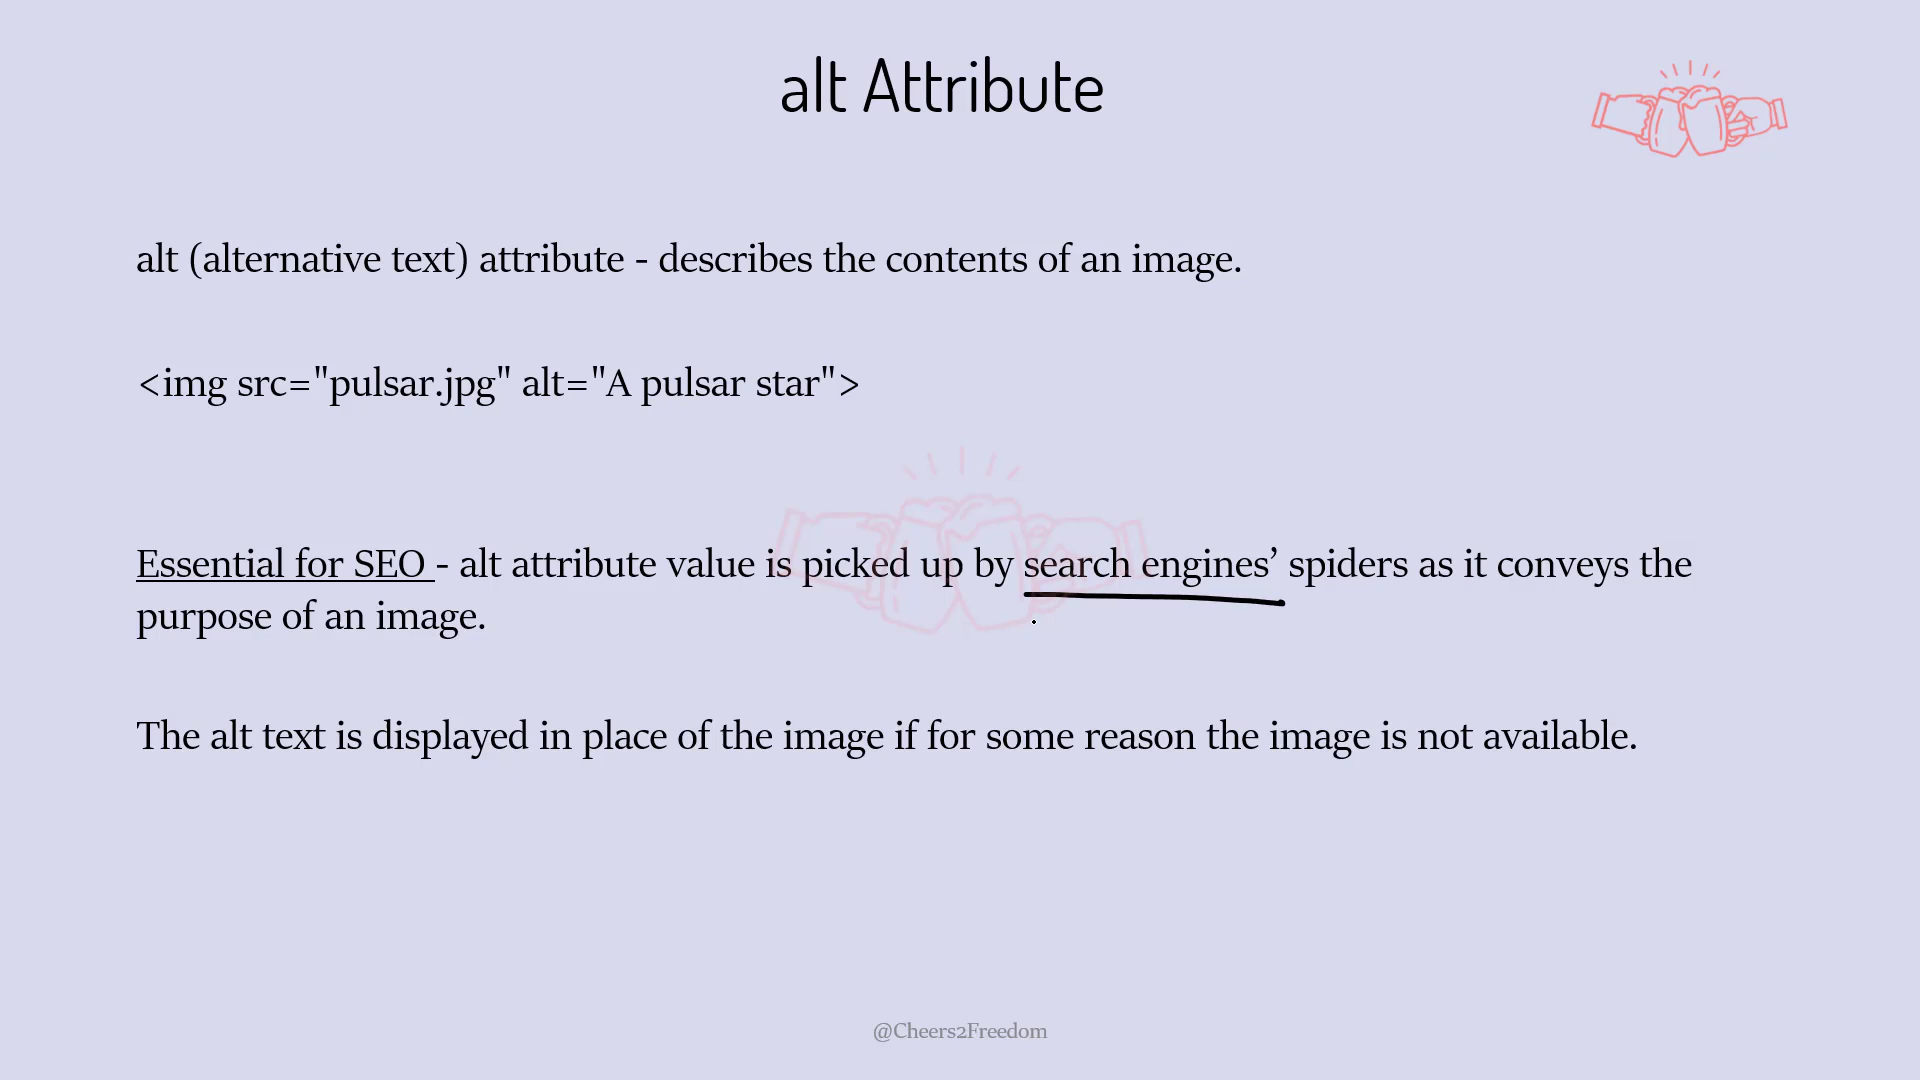 alt Attribute
alt (alternative text) attribute - describes the contents of an image.
<img src="pulsar.jpg" alt="A pulsar star">
Essential for SEO - alt attribute value is picked up by search engines’ spiders as it conveys the
purpose of an image.
The alt text is displayed in place of the image if for some reason the image is not available.
@Cheers2Freedom